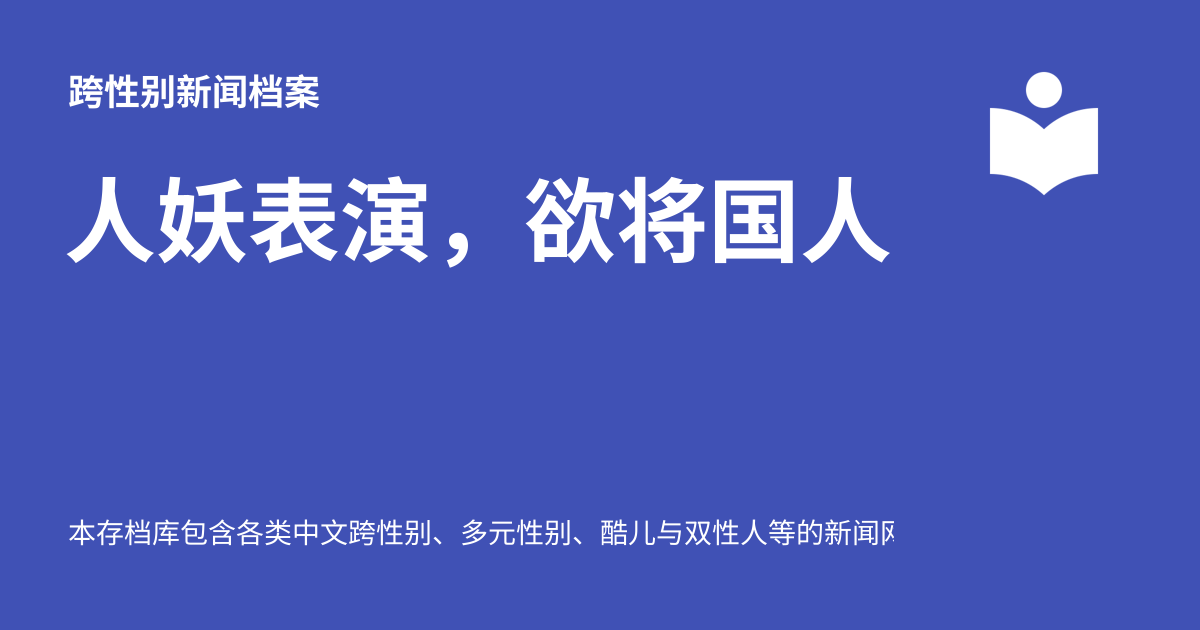 跨性别新闻档案
人妖表演，欲将国人
本存档库包含各类中文跨性别、多元性别、酷儿与双性人等的新闻